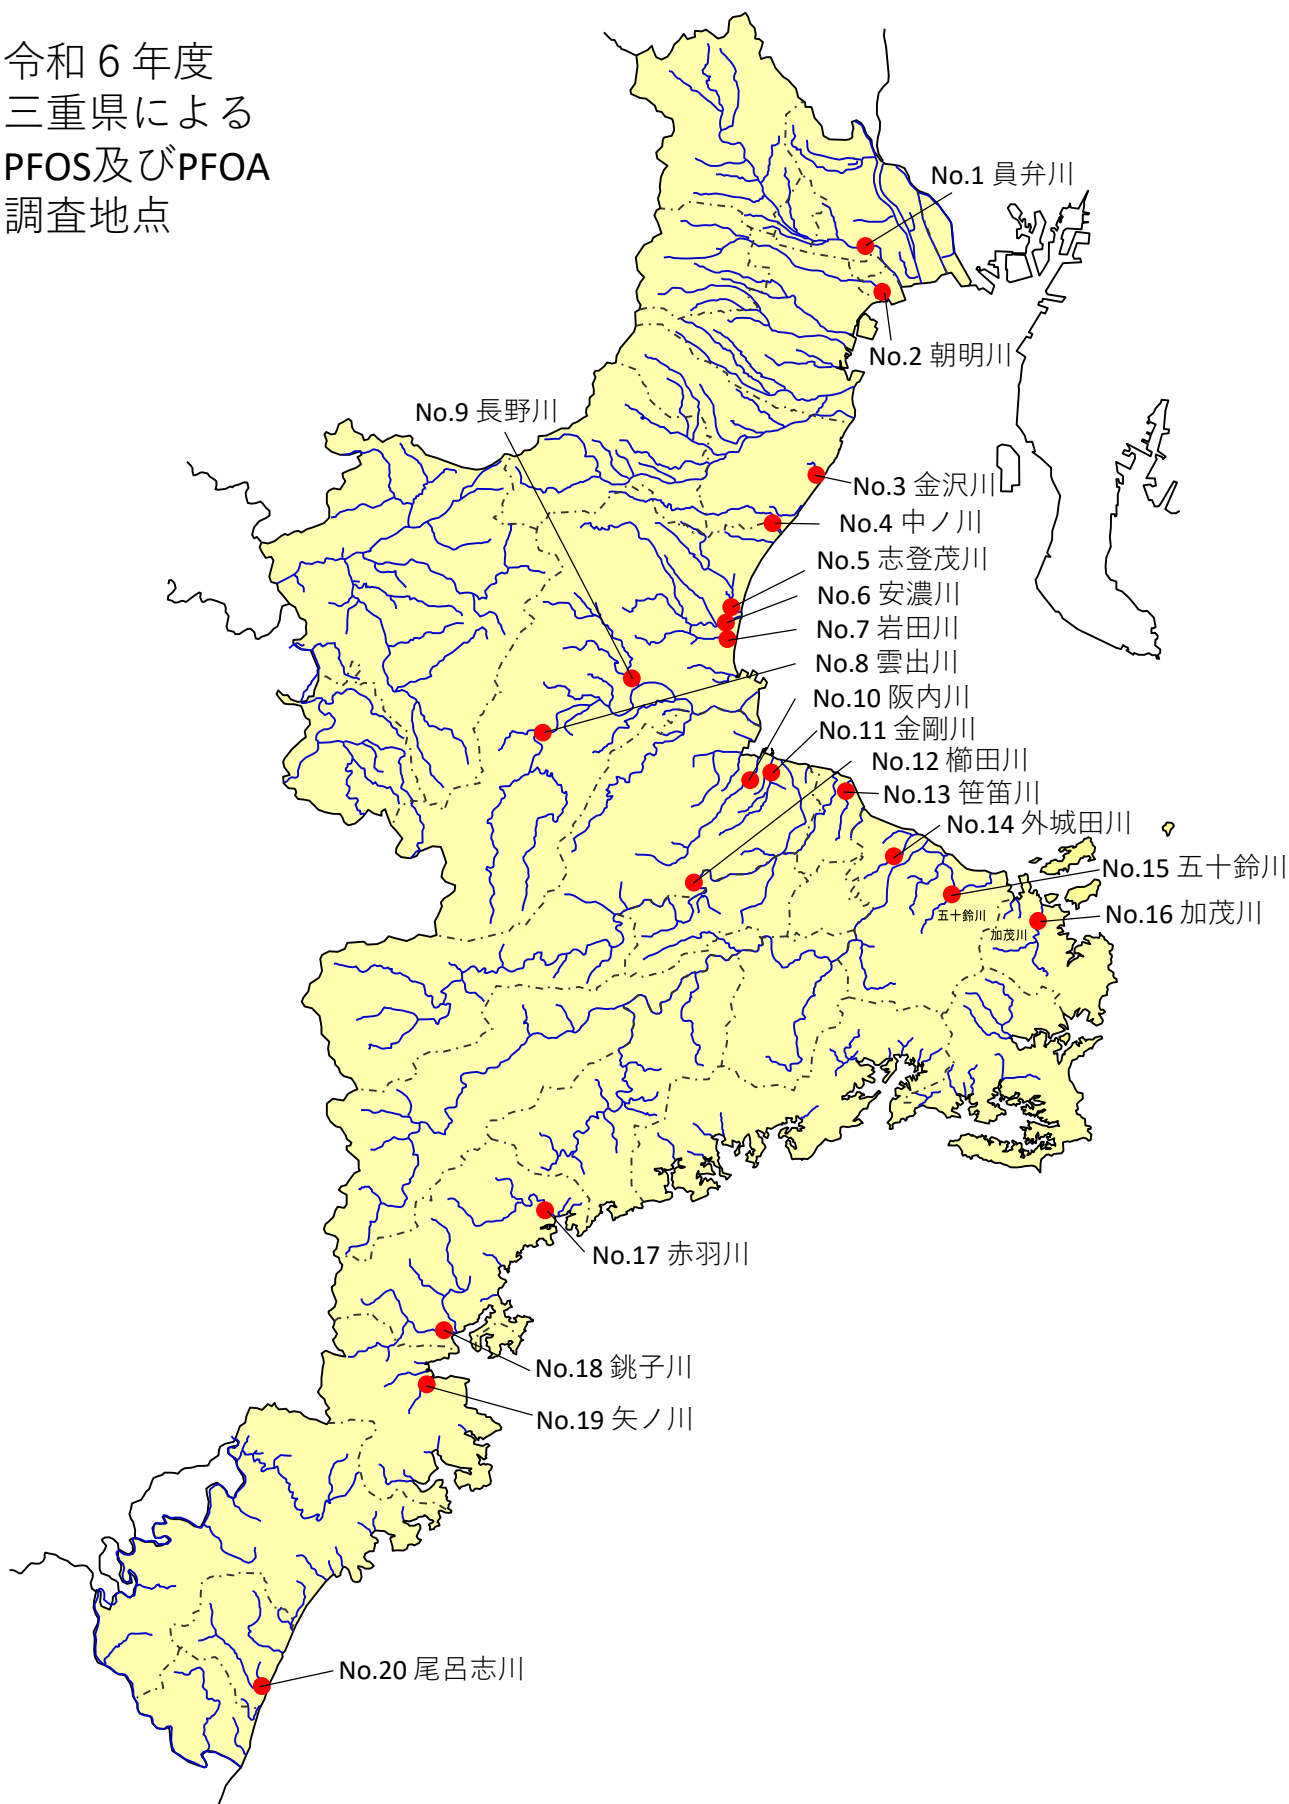 令和６年度
三重県による
PFOS及びPFOA
調査地点
No.1 員弁川
No.2 朝明川
No.9 長野川
No.3 金沢川
No.4 中ノ川
No.5 志登茂川
No.6 安濃川
No.7 岩田川
No.8 雲出川
No.10 阪内川
No.11 金剛川
No.12 櫛田川
No.13 笹笛川
No.14 外城田川
No.15 五十鈴川
No.16 加茂川
五十鈴川
加茂川
No.17 赤羽川
No.18 銚子川
No.19 矢ノ川
No.20 尾呂志川